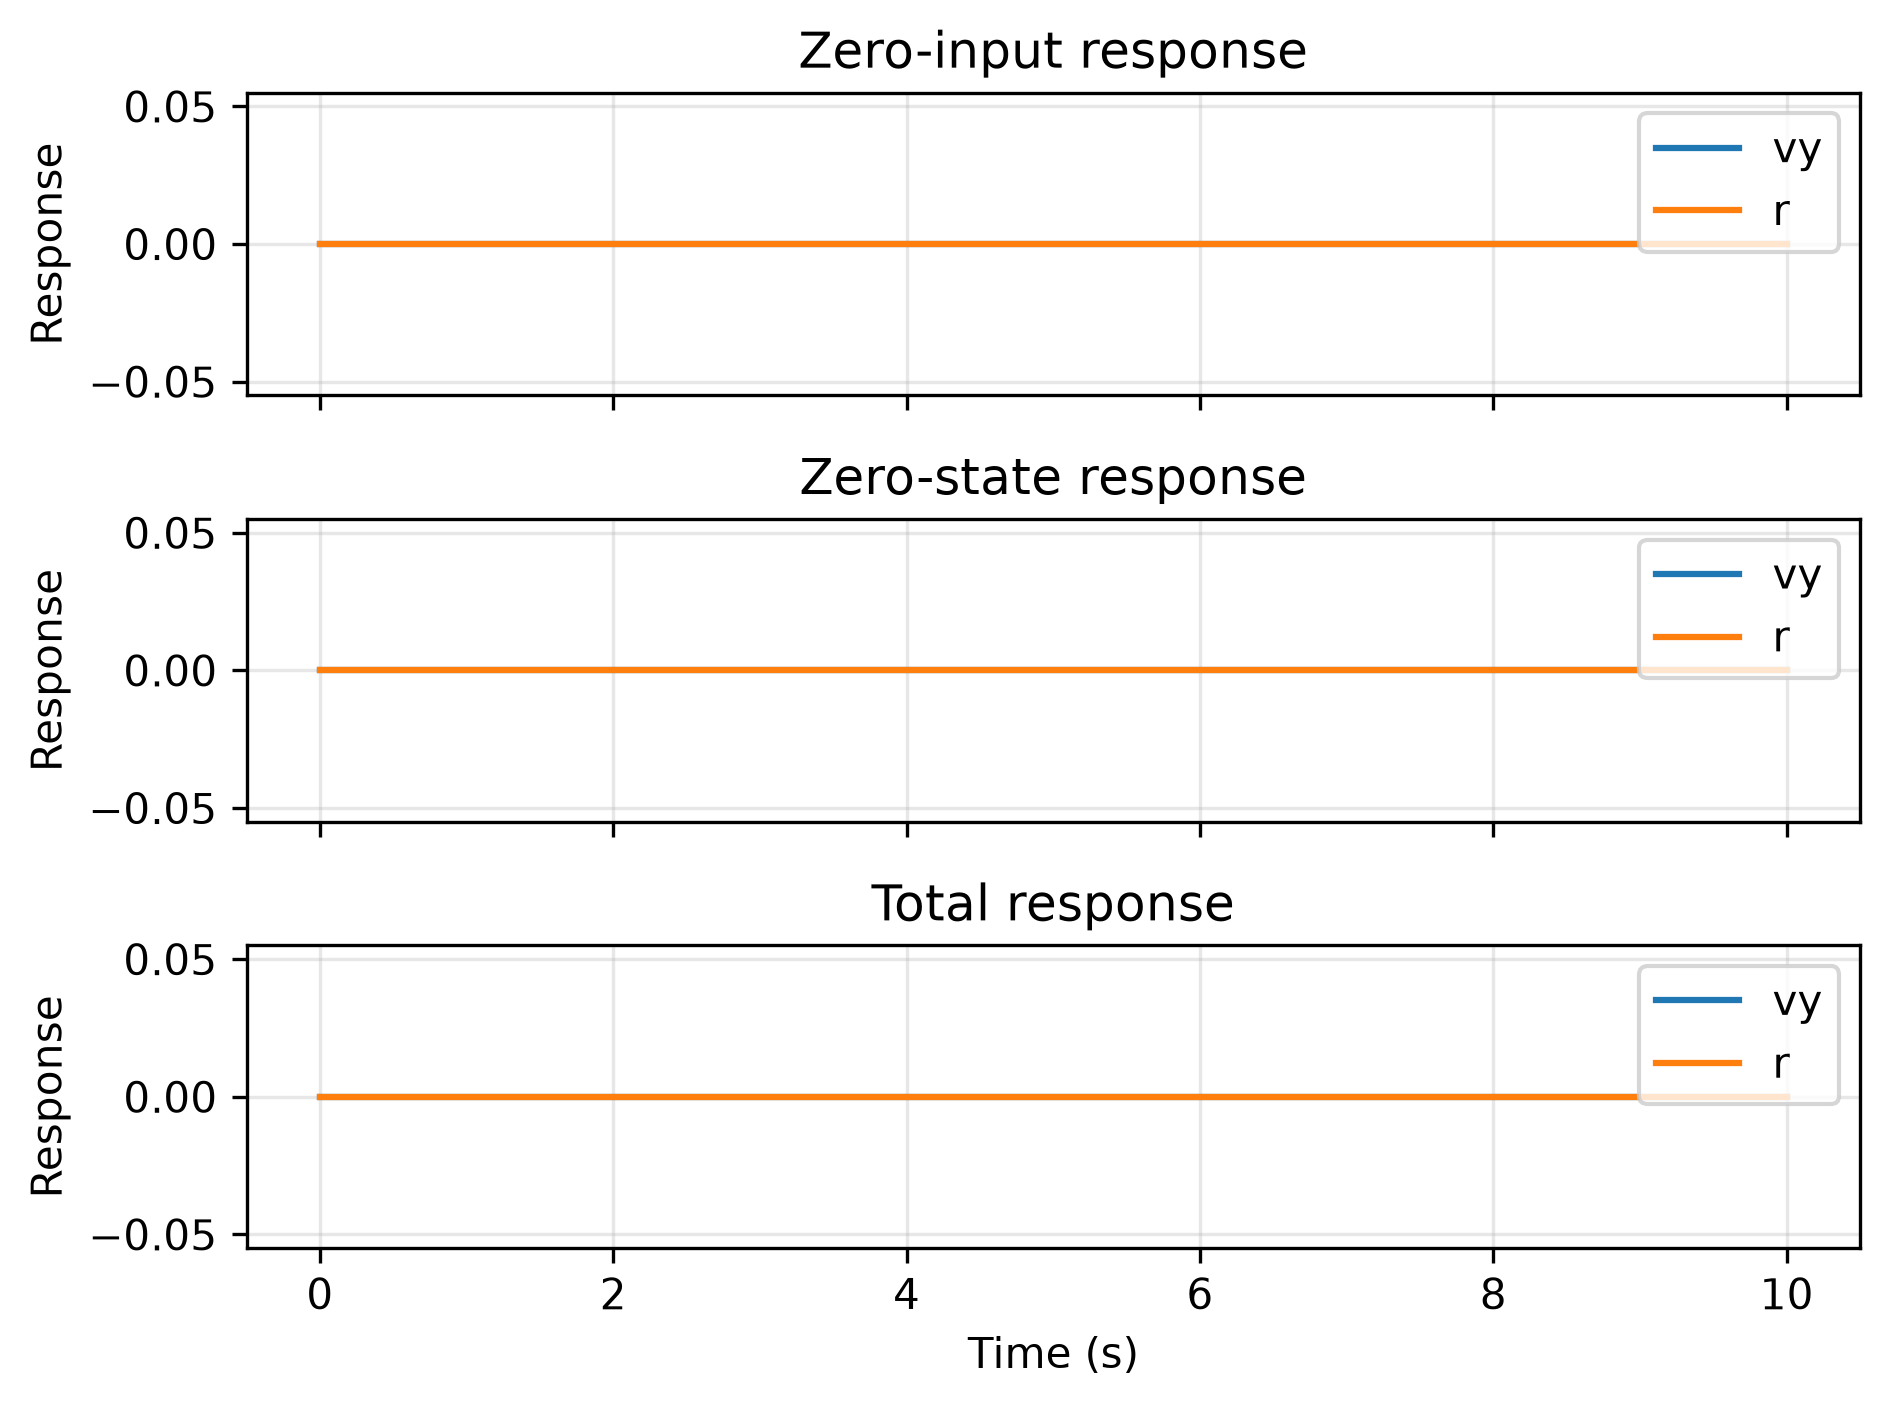 Zero-input response
0.05
0.00
−0.05
Response
vy
r
Zero-state response
0.05
0.00
−0.05
Response
vy
r
Total response
0.05
0.00
−0.05
Response
vy
r
0 2 4 6 8 10
Time (s)